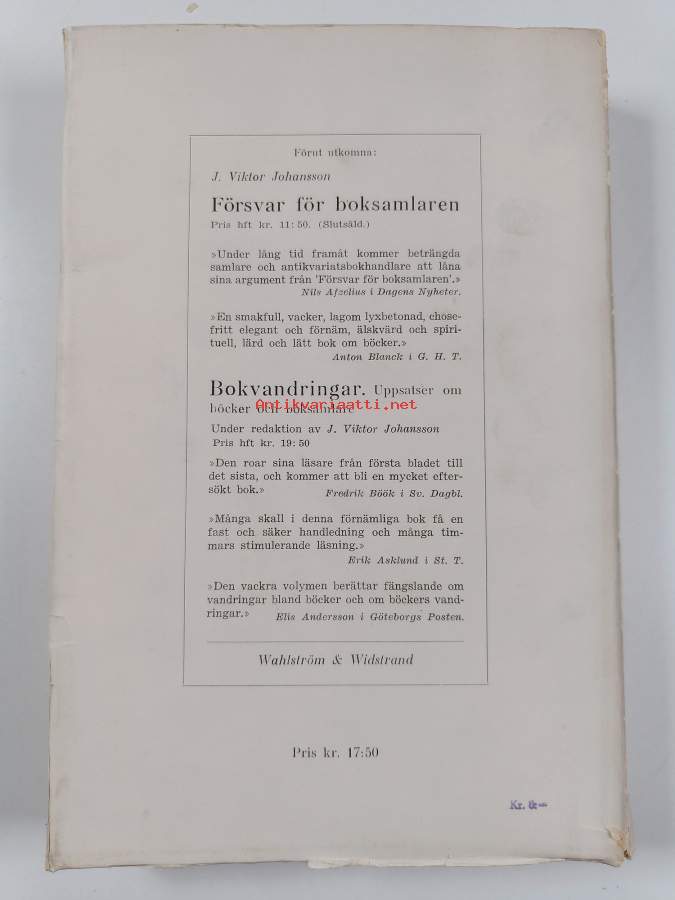 Förut utkomna:
J. Viktor Johansson
Försvar för boksamlaren
Pris hft kr. 11:50. (Slutsåld.)
»Under lång tid framåt kommer beträngda
samlare och antikvariatsbokhandlare att låna
sina argument från 'Försvar för boksamlaren'.»
Nils Afzelius i Dagens Nyheter.
»En smakfull, vacker, lagom lyxbetonad, chose-
fritt elegant och förnäm, älskvärd och spiri-
tuell, lärd och lätt bok om böcker.»
Anton Blanck i G. H. T.
Bokvandringar. Uppsatser om
böcker och boksamlare
Antikvariaatti.net
Under redaktion av J. Viktor Johansson
Pris hft kr. 19:50
»Den roar sina läsare från första bladet till
det sista, och kommer att bli en mycket efter-
sökt bok.» Fredrik Böök i Sv. Dagbl.
»Många skall i denna förnämliga bok få en
fast och säker handledning och många tim-
mars stimulerande läsning.»
Erik Asklund i St. T.
»Den vackra volymen berättar fängslande om
vandringar bland böcker och om böckers vand-
ringar.» Elis Andersson i Göteborgs Posten.
Wahlström & Widstrand
Pris kr. 17:50
Kr.